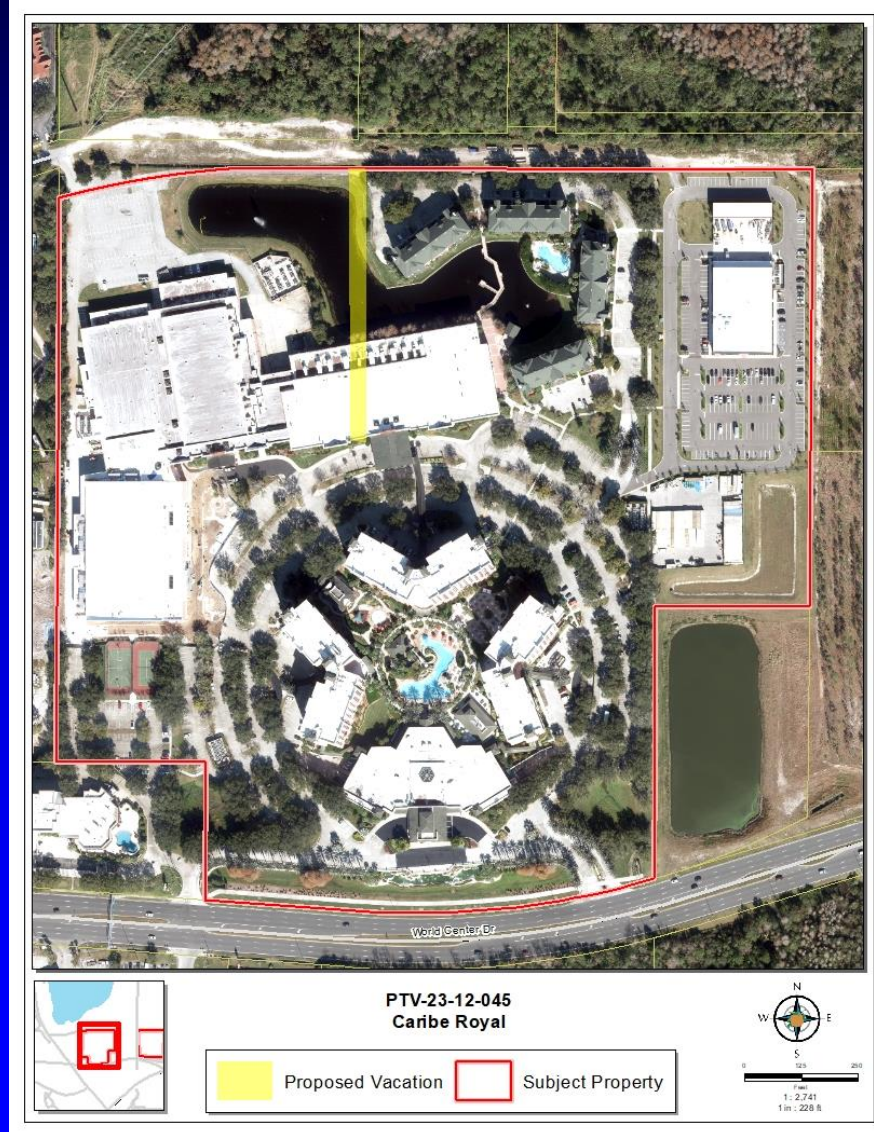 World Center Dr
PTV-23-12-045
Caribe Royal
Proposed Vacation
Subject Property
N
W
E
S
0 125 250
Feet
1 : 2,741
1 in : 228 ft